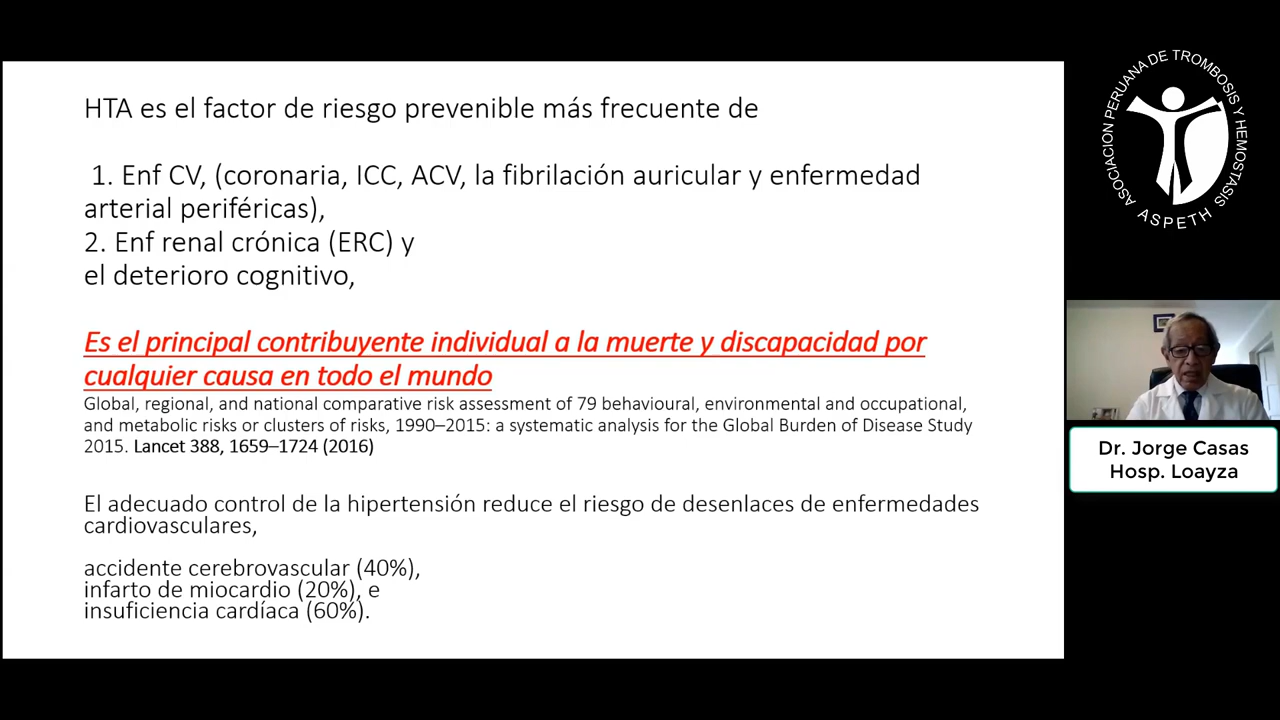 HTA es el factor de riesgo prevenible más frecuente de
1. Enf CV, (coronaria, ICC, ACV, la fibrilación auricular y enfermedad
arterial periféricas),
2. Enf renal crónica (ERC) y
el deterioro cognitivo,
Es el principal contribuyente individual a la muerte y discapacidad por
cualquier causa en todo el mundo
Global, regional, and national comparative risk assessment of 79 behavioural, environmental and occupational,
and metabolic risks or clusters of risks, 1990–2015: a systematic analysis for the Global Burden of Disease Study
2015. Lancet 388, 1659–1724 (2016)
El adecuado control de la hipertensión reduce el riesgo de desenlaces de enfermedades
cardiovasculares,
accidente cerebrovascular (40%),
infarto de miocardio (20%), e
insuficiencia cardíaca (60%).
ASOCIACION PERUANA DE TROMBOSIS Y HEMOSTASIS
ASPETH
Dr. Jorge Casas
Hosp. Loayza